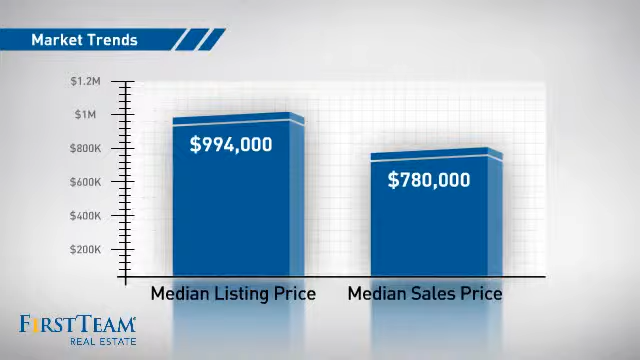 Market Trends
$1.2M
$1M
$800K
$600K
$400K
$200K
$994,000
$780,000
Median Listing Price
Median Sales Price
FIRSTTEAM®
REAL ESTATE